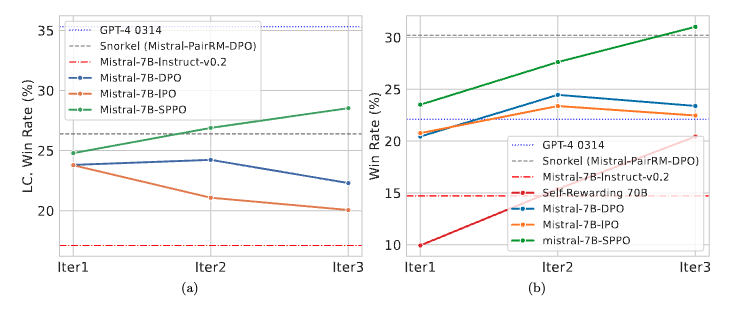 LC. Win Rate (%)
35
30
25
20
GPT-4 0314
Snorkel (Mistral-PairRM-DPO)
Mistral-7B-Instruct-v0.2
Mistral-7B-DPO
Mistral-7B-IPO
Mistral-7B-SPPO
Iter1
Iter2
Iter3
(a)
Win Rate (%)
30
25
20
15
10
GPT-4 0314
Snorkel (Mistral-PairRM-DPO)
Mistral-7B-Instruct-v0.2
Self-Rewarding 70B
Mistral-7B-DPO
Mistral-7B-IPO
mistral-7B-SPPO
Iter1
Iter2
Iter3
(b)